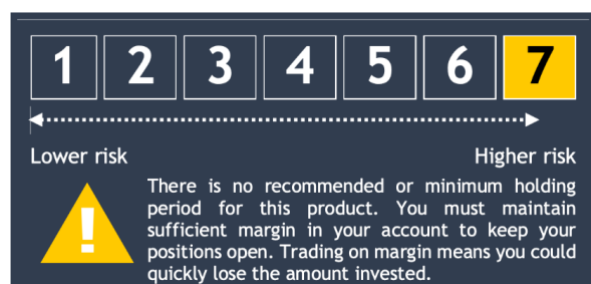 1 2 3 4 5 6 7
Lower risk Higher risk
There is no recommended or minimum holding
period for this product. You must maintain
sufficient margin in your account to keep your
positions open. Trading on margin means you could
quickly lose the amount invested.